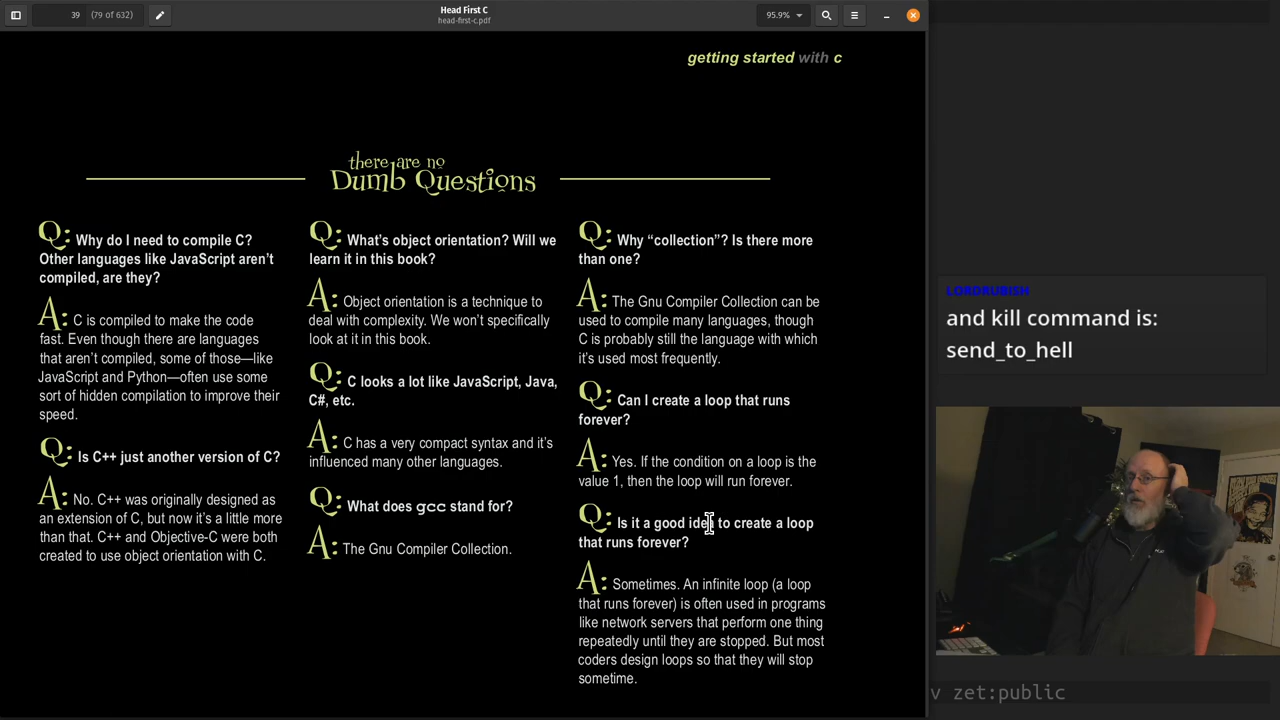 39
(79 of 632)
Head First C
head-first-c.pdf
95.9%
getting started with c
there are no
Dumb Questions
Q: Why do I need to compile C?
Other languages like JavaScript aren't
compiled, are they?
A: C is compiled to make the code
fast. Even though there are languages
that aren't compiled, some of those—like
JavaScript and Python—often use some
sort of hidden compilation to improve their
speed.
Q: Is C++ just another version of C?
A: No. C++ was originally designed as
an extension of C, but now it's a little more
than that. C++ and Objective-C were both
created to use object orientation with C.
Q: What's object orientation? Will we
learn it in this book?
A: Object orientation is a technique to
deal with complexity. We won't specifically
look at it in this book.
Q: C looks a lot like JavaScript, Java,
C#, etc.
A: C has a very compact syntax and it's
influenced many other languages.
Q: What does gcc stand for?
A: The Gnu Compiler Collection.
Q: Why “collection”? Is there more
than one?
A: The Gnu Compiler Collection can be
used to compile many languages, though
C is probably still the language with which
it's used most frequently.
Q: Can I create a loop that runs
forever?
A: Yes. If the condition on a loop is the
value 1, then the loop will run forever.
Q: Is it a good idea to create a loop
that runs forever?
A: Sometimes. An infinite loop (a loop
that runs forever) is often used in programs
like network servers that perform one thing
repeatedly until they are stopped. But most
coders design loops so that they will stop
sometime.
LORDRUBISH
and kill command is:
send_to_hell
v zet:public